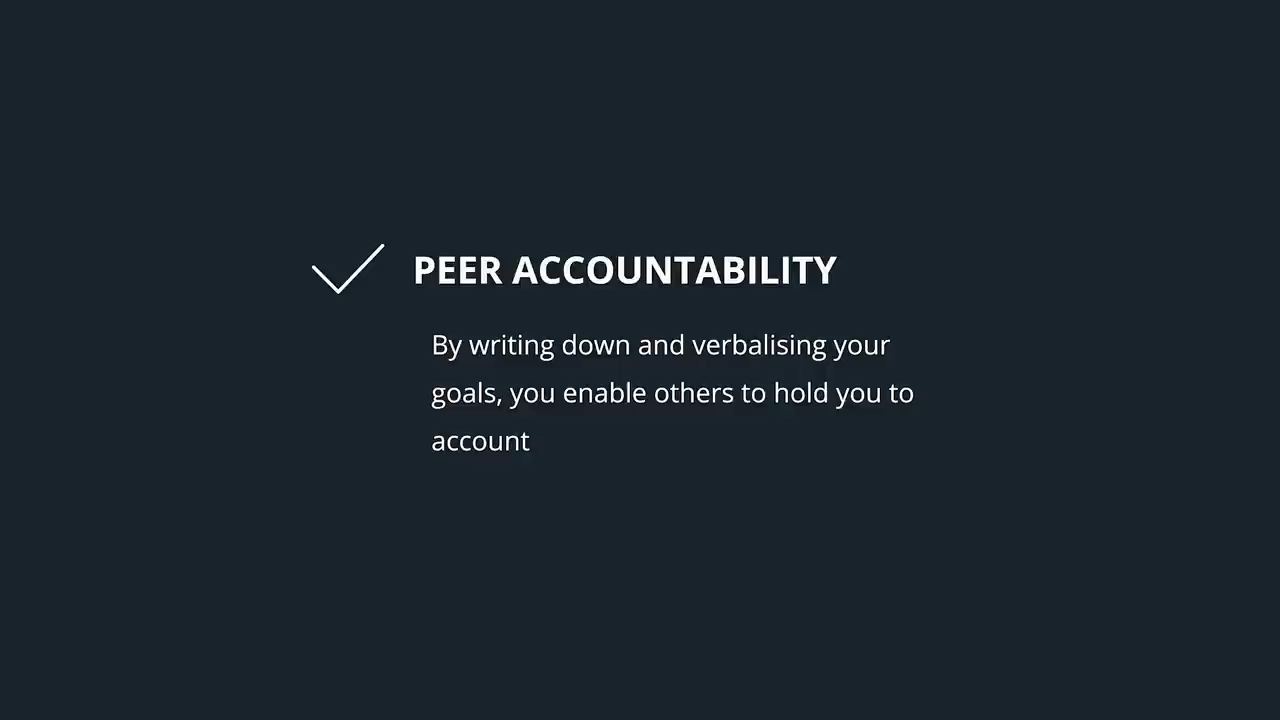 PEER ACCOUNTABILITY
By writing down and verbalising your
goals, you enable others to hold you to
account